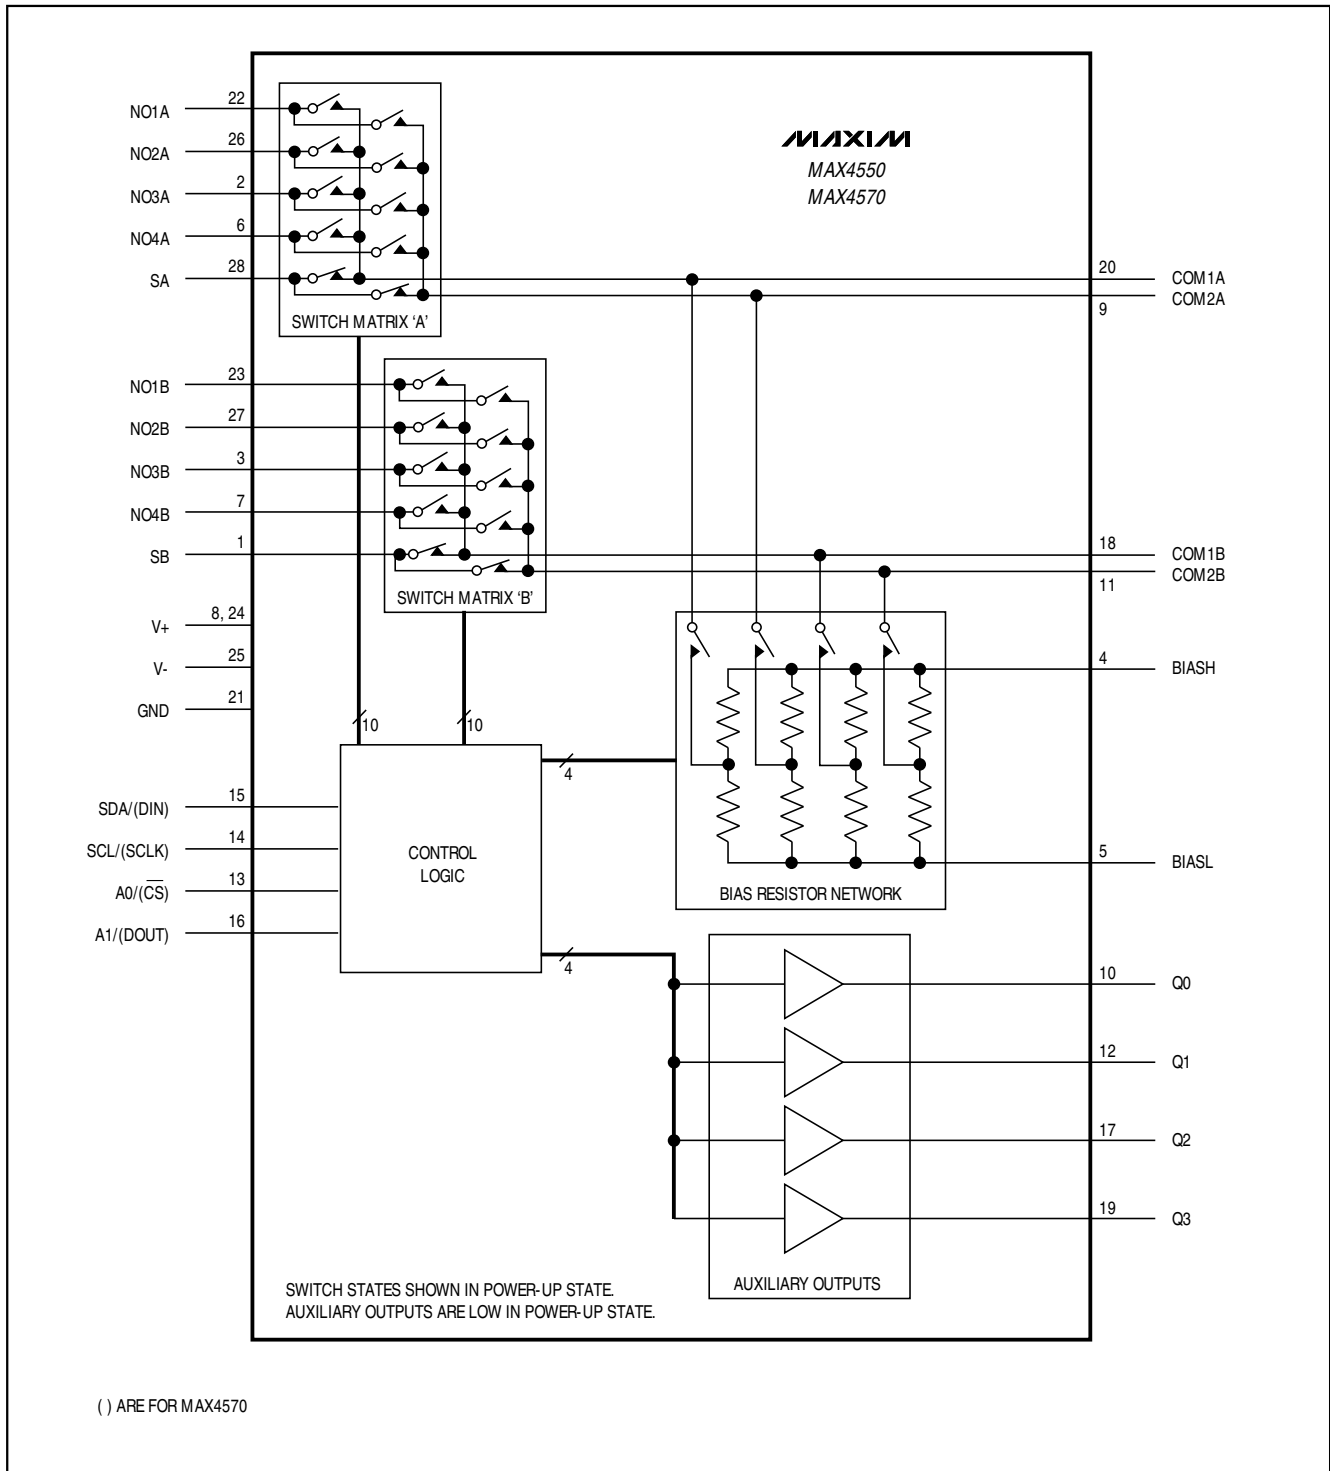 MAXIM
MAX4550
MAX4570
NO1A 22
NO2A 26
NO3A 2
NO4A 6
SA 28
SWITCH MATRIX ‘A’
20 COM1A
9 COM2A
NO1B 23
NO2B 27
NO3B 3
NO4B 7
SB 1
SWITCH MATRIX ‘B’
18 COM1B
11 COM2B
V+ 8, 24
V- 25
GND 21
10
10
4
4 BIASH
5 BIASL
BIAS RESISTOR NETWORK
SDA/(DIN) 15
SCL/(SCLK) 14
A0/(C̅S̅) 13
A1/(DOUT) 16
CONTROL
LOGIC
4
10 Q0
12 Q1
17 Q2
19 Q3
AUXILIARY OUTPUTS
SWITCH STATES SHOWN IN POWER-UP STATE.
AUXILIARY OUTPUTS ARE LOW IN POWER-UP STATE.
( ) ARE FOR MAX4570